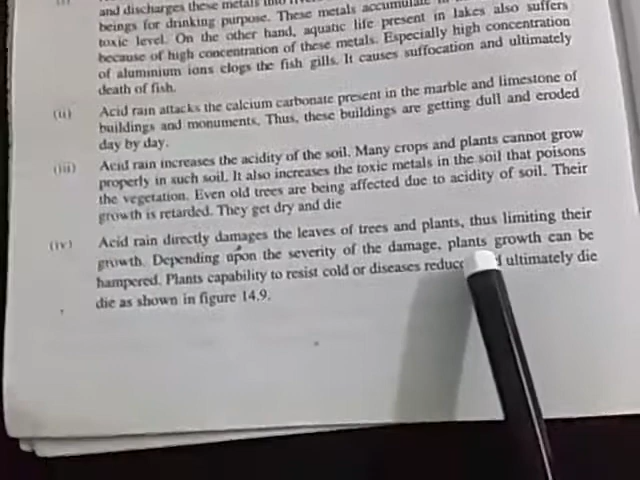 and discharges these metals into
beings for drinking purpose. These metals accumulate
toxic level. On the other hand, aquatic life present in lakes also suffers
because of high concentration of these metals. Especially high concentration
of aluminium ions clogs the fish gills. It causes suffocation and ultimately
death of fish.
(ii) Acid rain attacks the calcium carbonate present in the marble and limestone of
buildings and monuments. Thus, these buildings are getting dull and eroded
day by day.
(iii) Acid rain increases the acidity of the soil. Many crops and plants cannot grow
properly in such soil. It also increases the toxic metals in the soil that poisons
the vegetation. Even old trees are being affected due to acidity of soil. Their
growth is retarded. They get dry and die
(iv) Acid rain directly damages the leaves of trees and plants, thus limiting their
growth. Depending upon the severity of the damage, plants growth can be
hampered. Plants capability to resist cold or diseases ultimately die
die as shown in figure 14.9.